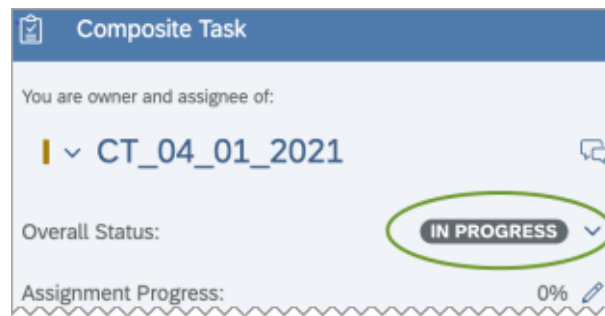 Composite Task
You are owner and assignee of:
CT_04_01_2021
Overall Status: IN PROGRESS
Assignment Progress: 0%